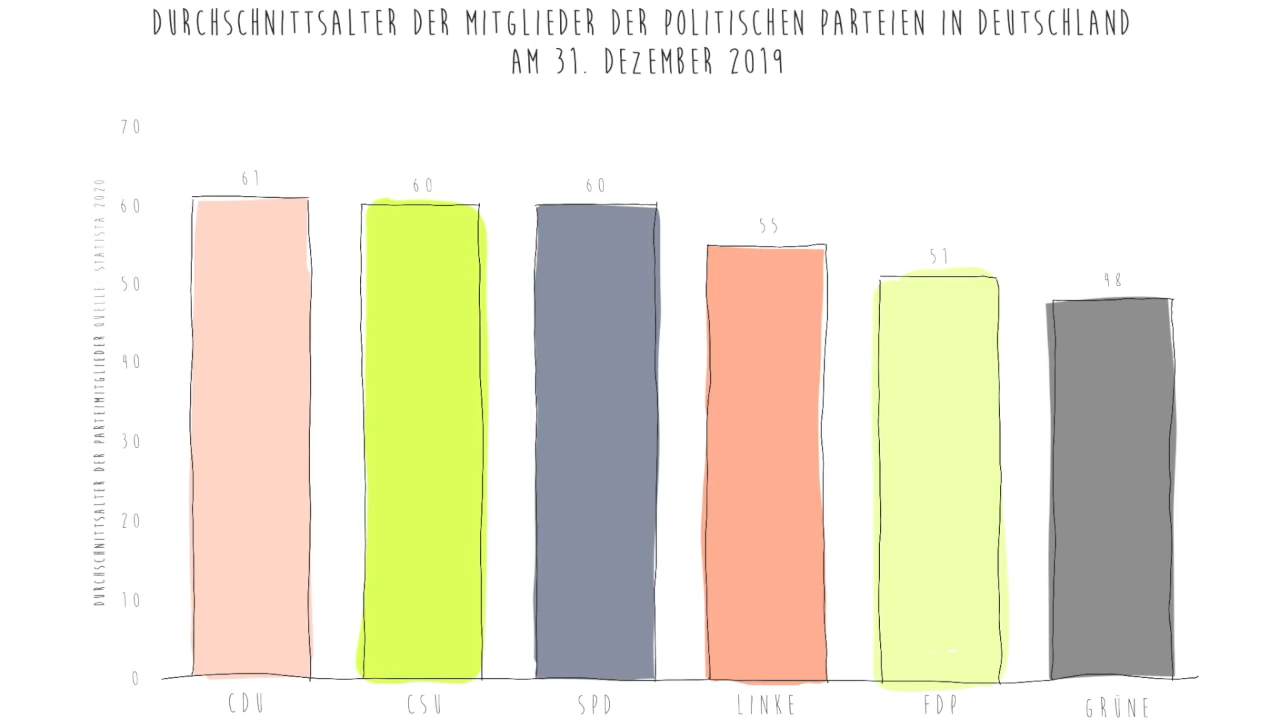 DURCHSCHNITTSALTER DER MITGLIEDER DER POLITISCHEN PARTEIEN IN DEUTSCHLAND
AM 31. DEZEMBER 2019
DURCHSCHNITTSALTER DER PARTEIMITGLIEDER QUELLE STATISTA 2020
70
60
50
40
30
20
10
0
61
60
60
55
51
48
CDU
CSU
SPD
LINKE
FDP
GRÜNE